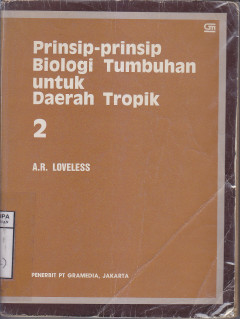 Prinsip-prinsip
Biologi Tumbuhan
untuk
Daerah Tropik
2
A.R. LOVELESS
PENERBIT PT GRAMEDIA, JAKARTA